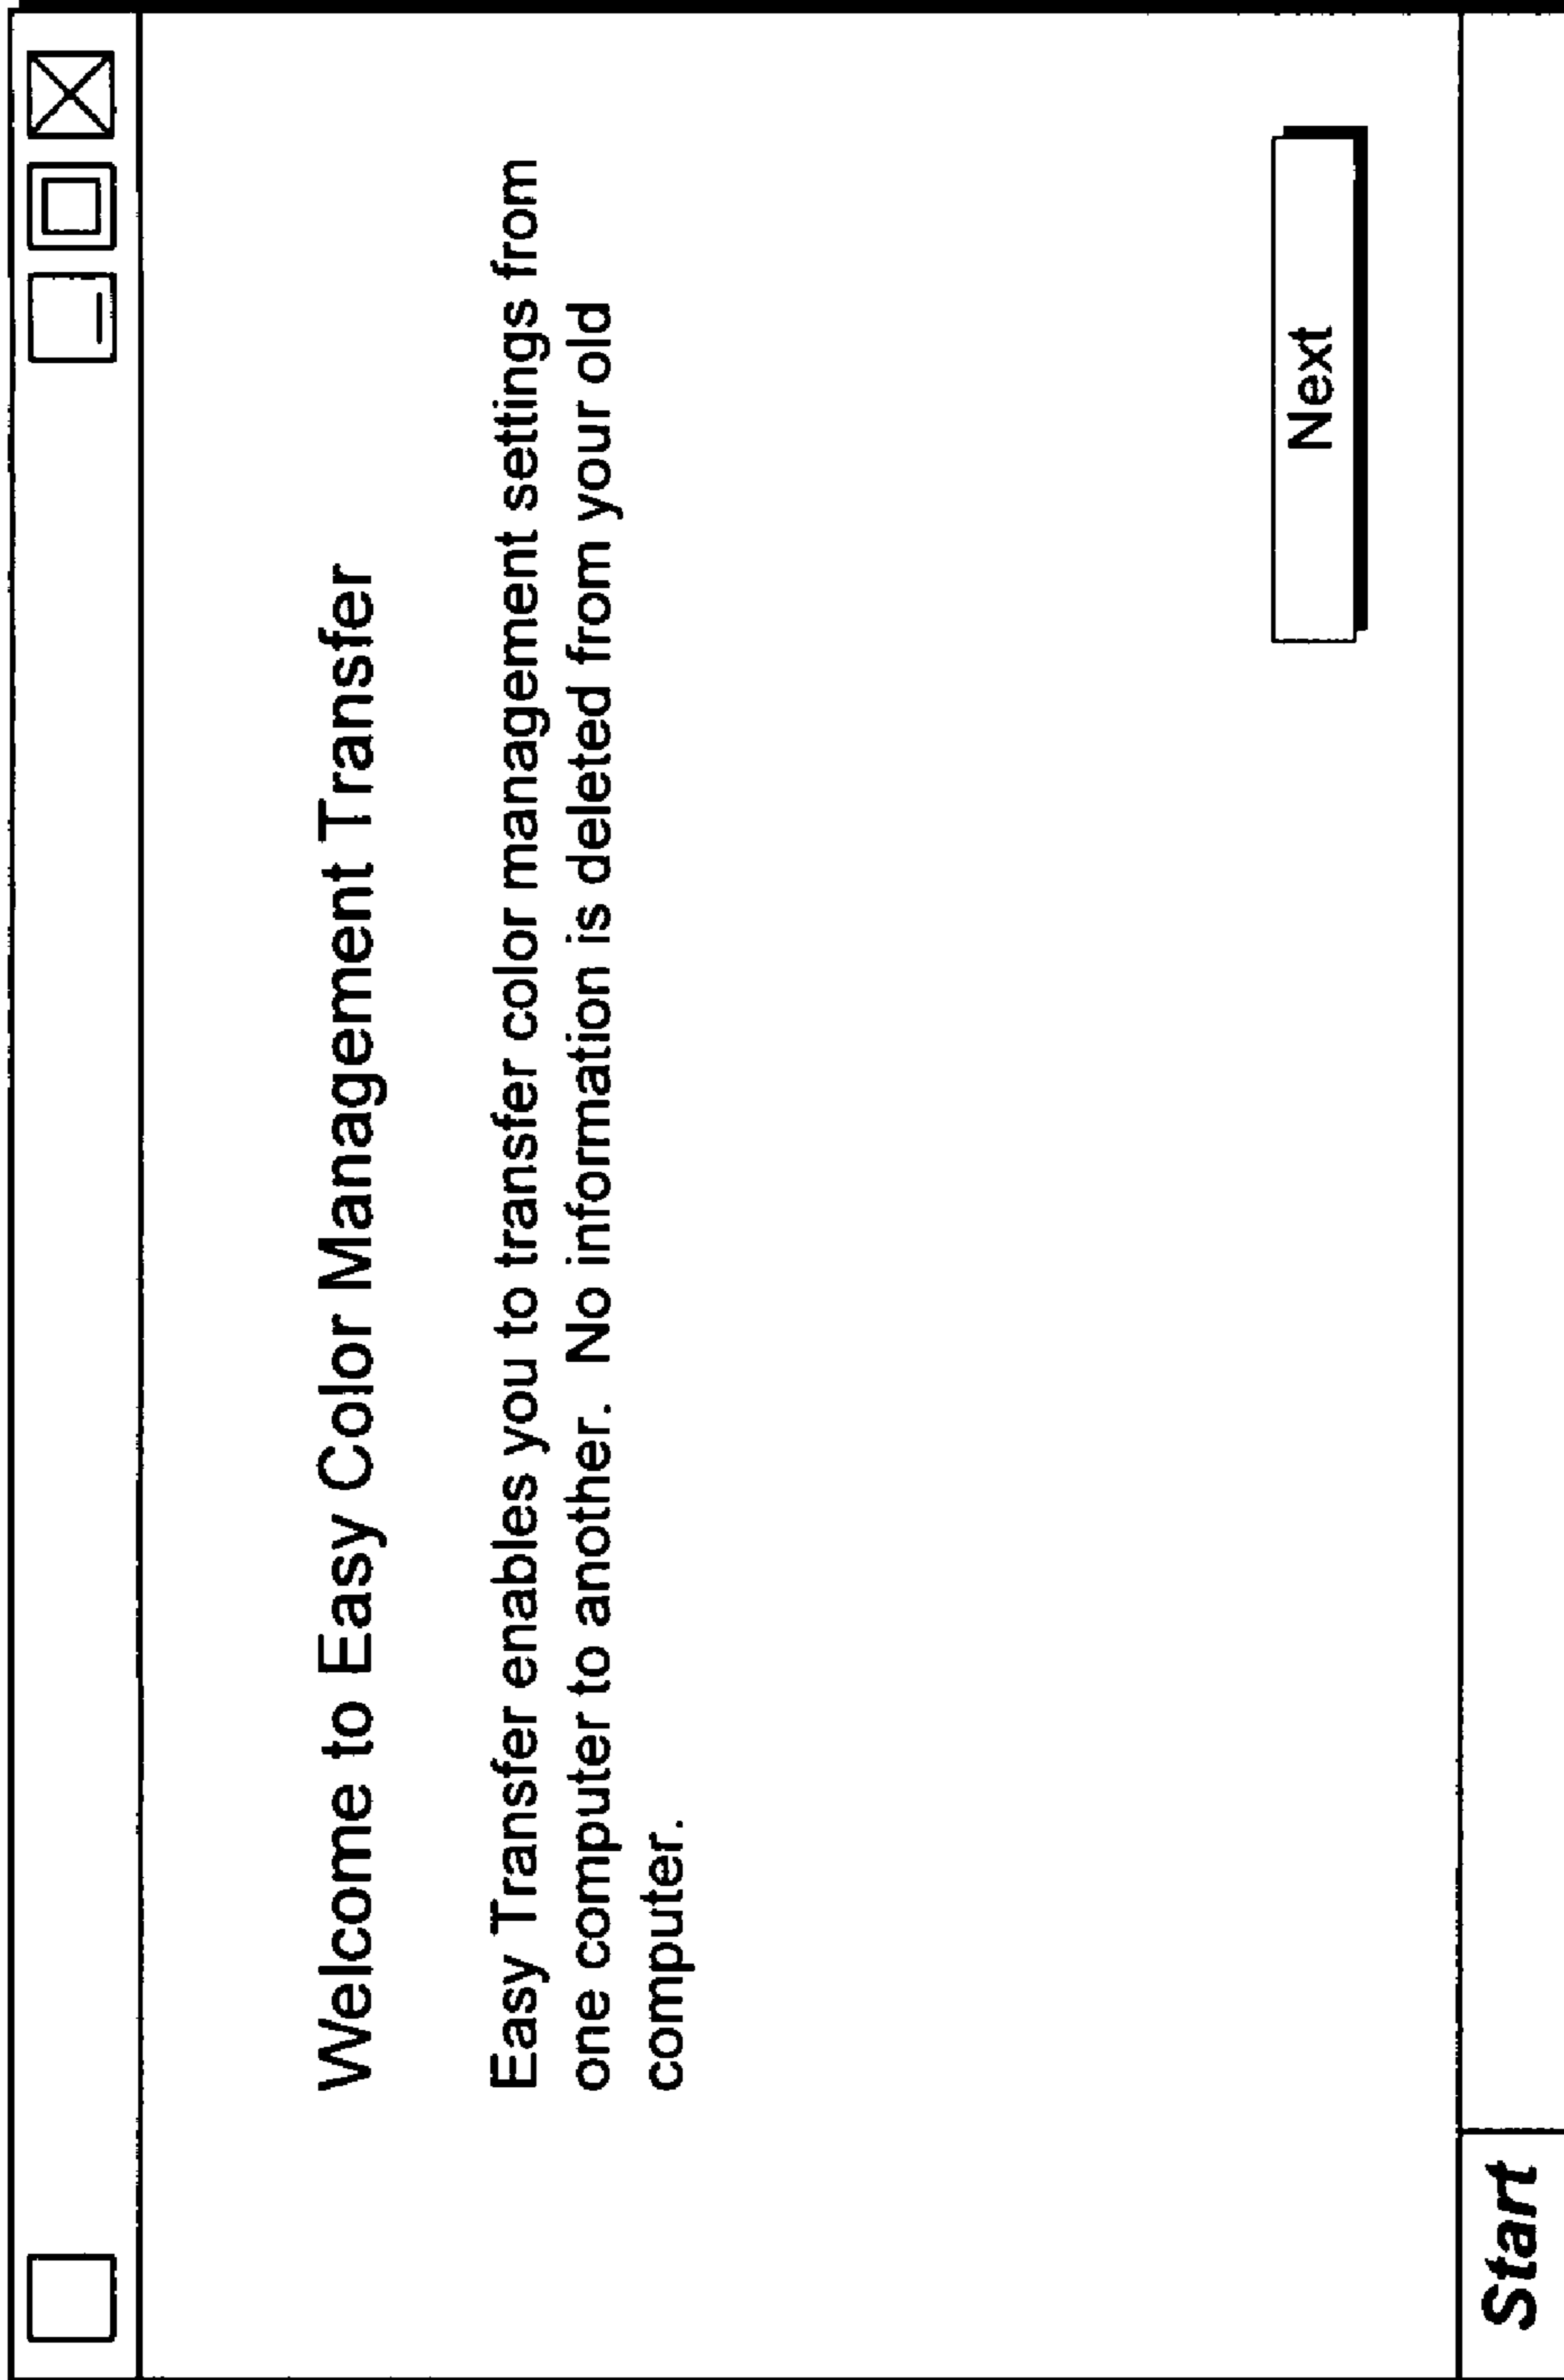 Welcome to Easy Color Management Transfer
Easy Transfer enables you to transfer color management settings from
one computer to another.  No information is deleted from your old
computer.
Next
Start